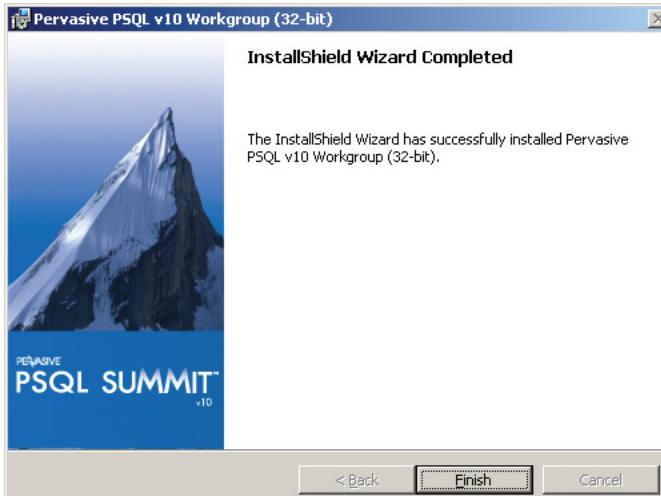 Pervasive PSQL v10 Workgroup (32-bit)
InstallShield Wizard Completed
The InstallShield Wizard has successfully installed Pervasive
PSQL v10 Workgroup (32-bit).
PERVASIVE
PSQL SUMMIT™
v10
< Back
Finish
Cancel